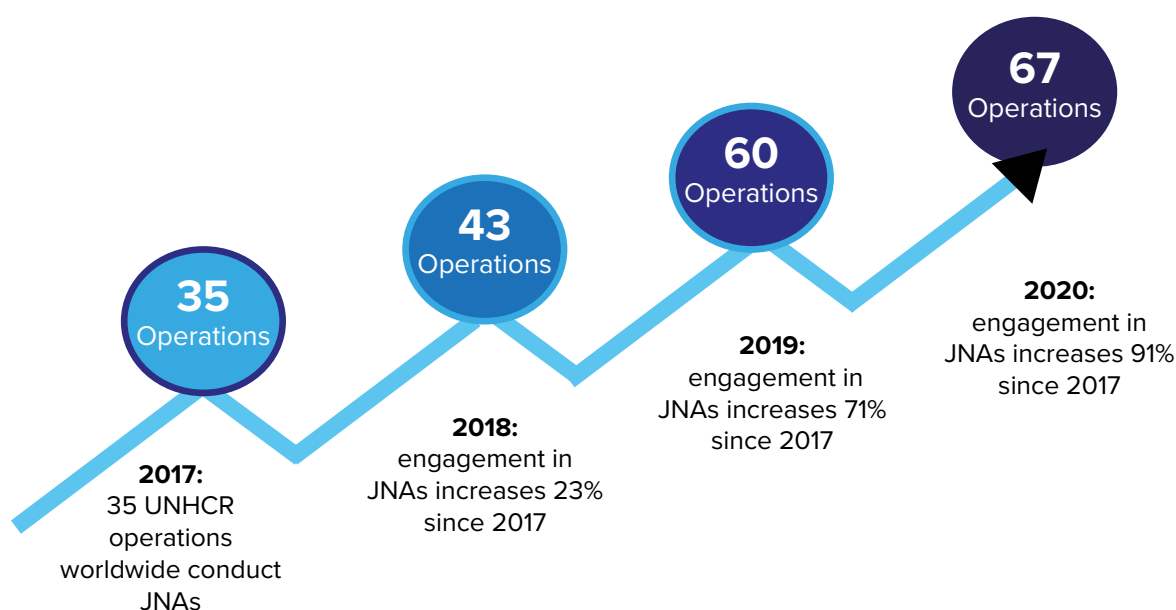 35
Operations
2017:
35 UNHCR
operations
worldwide conduct
JNAs
43
Operations
2018:
engagement in
JNAs increases 23%
since 2017
60
Operations
2019:
engagement in
JNAs increases 71%
since 2017
67
Operations
2020:
engagement in
JNAs increases 91%
since 2017